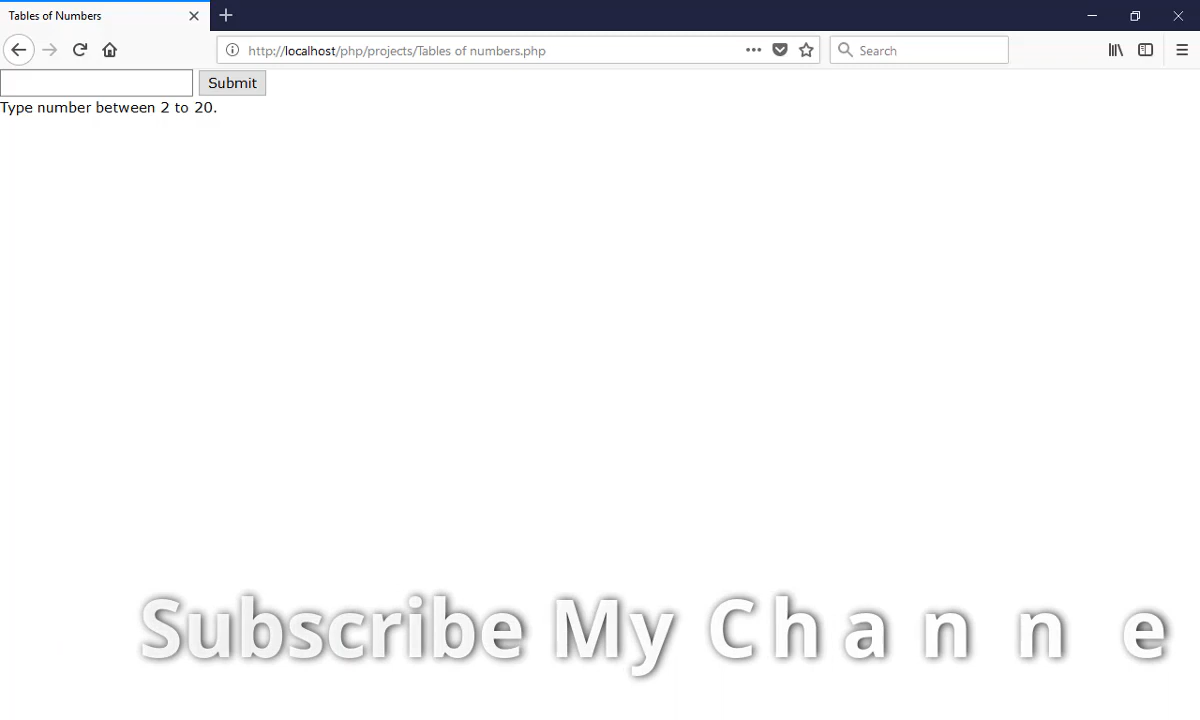 Tables of Numbers
http://localhost/php/projects/Tables of numbers.php
Search
Submit
Type number between 2 to 20.
Subscribe My Channe